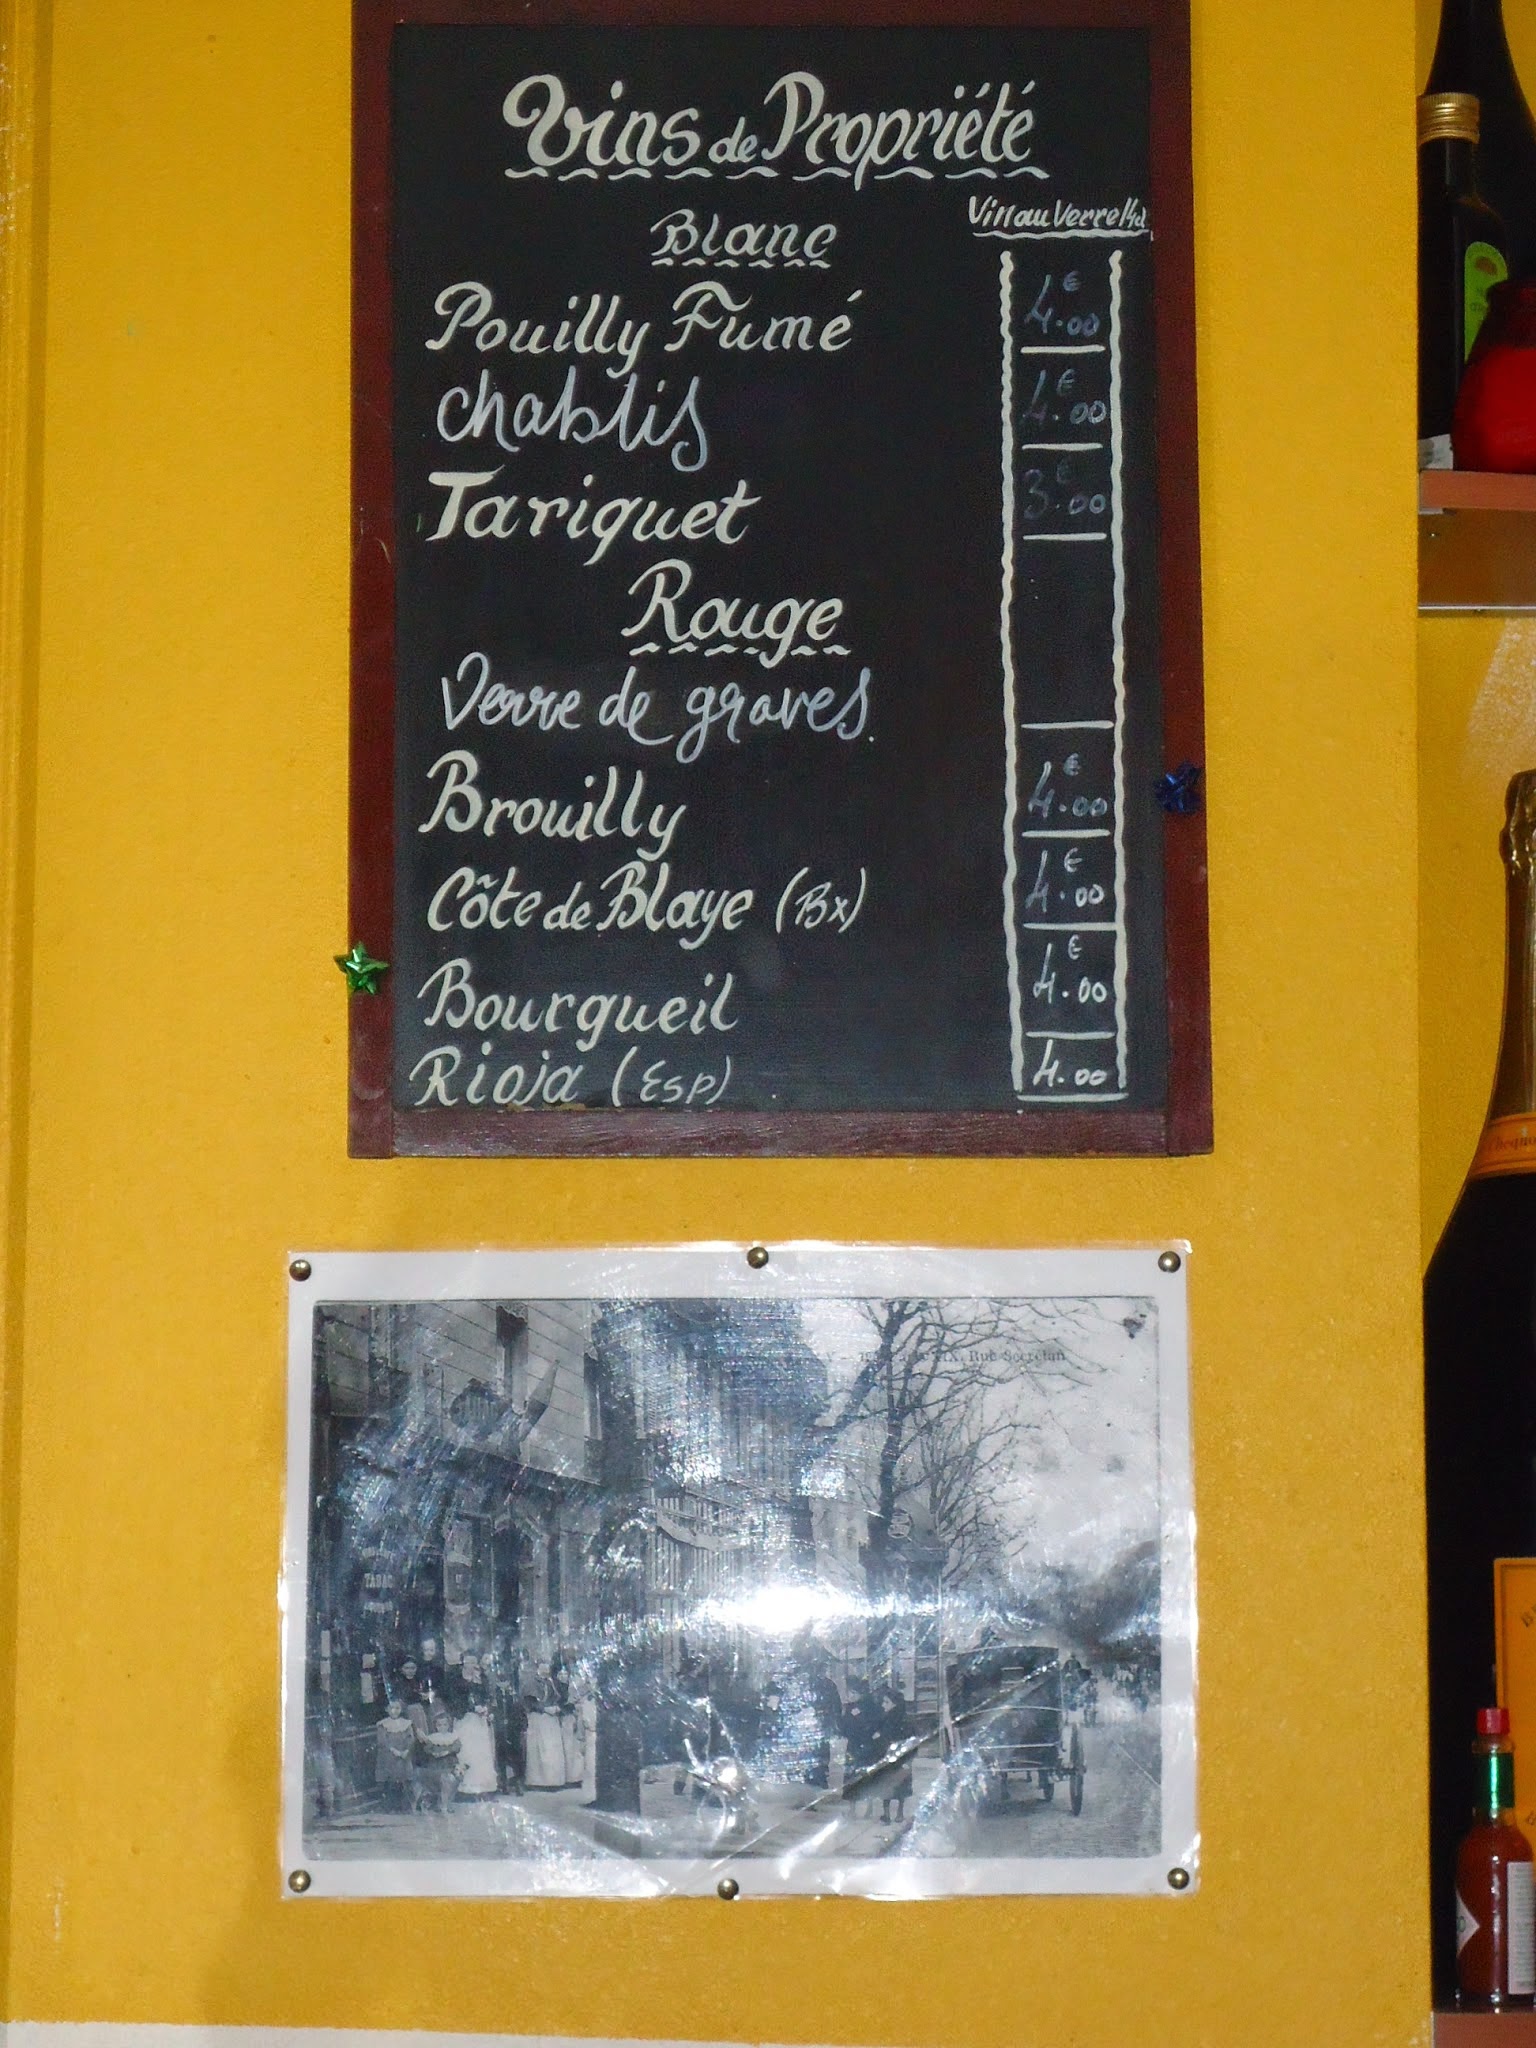 Vins de Propriété
Vin au Verre 14cl
Blanc
Pouilly Fumé 4.00€
chablis 4.00€
Tariquet 3.00€
Rouge
Verre de graves.
Brouilly 4.00€
Côte de Blaye (Bx) 4.00€
Bourgueil 4.00€
Rioja (Esp) 4.00
XIX. Rue Secrétan
TABAC